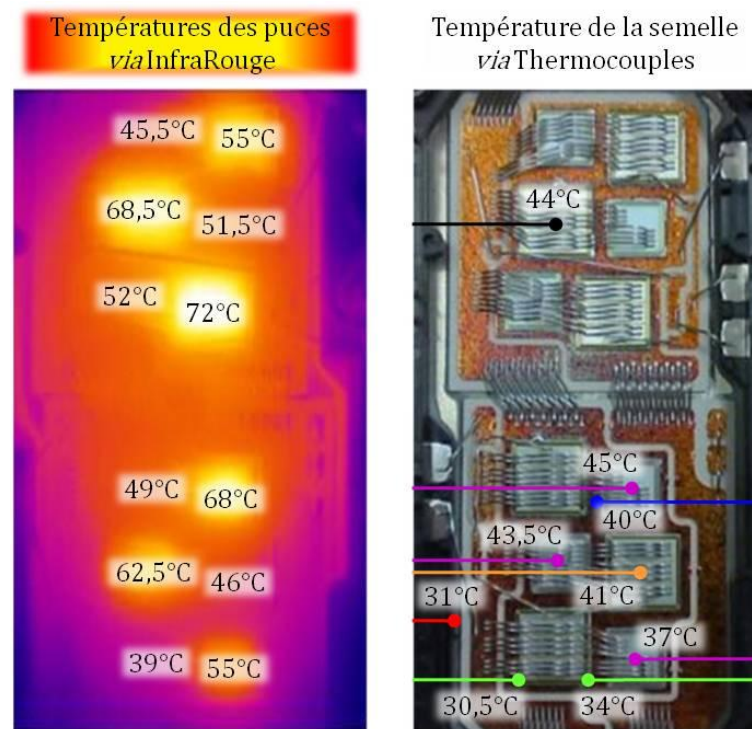 Températures des puces
via InfraRouge
Température de la semelle
via Thermocouples
45,5°C
55°C
68,5°C
51,5°C
52°C
72°C
49°C
68°C
62,5°C
46°C
39°C
55°C
44°C
45°C
40°C
43,5°C
41°C
31°C
37°C
30,5°C
34°C